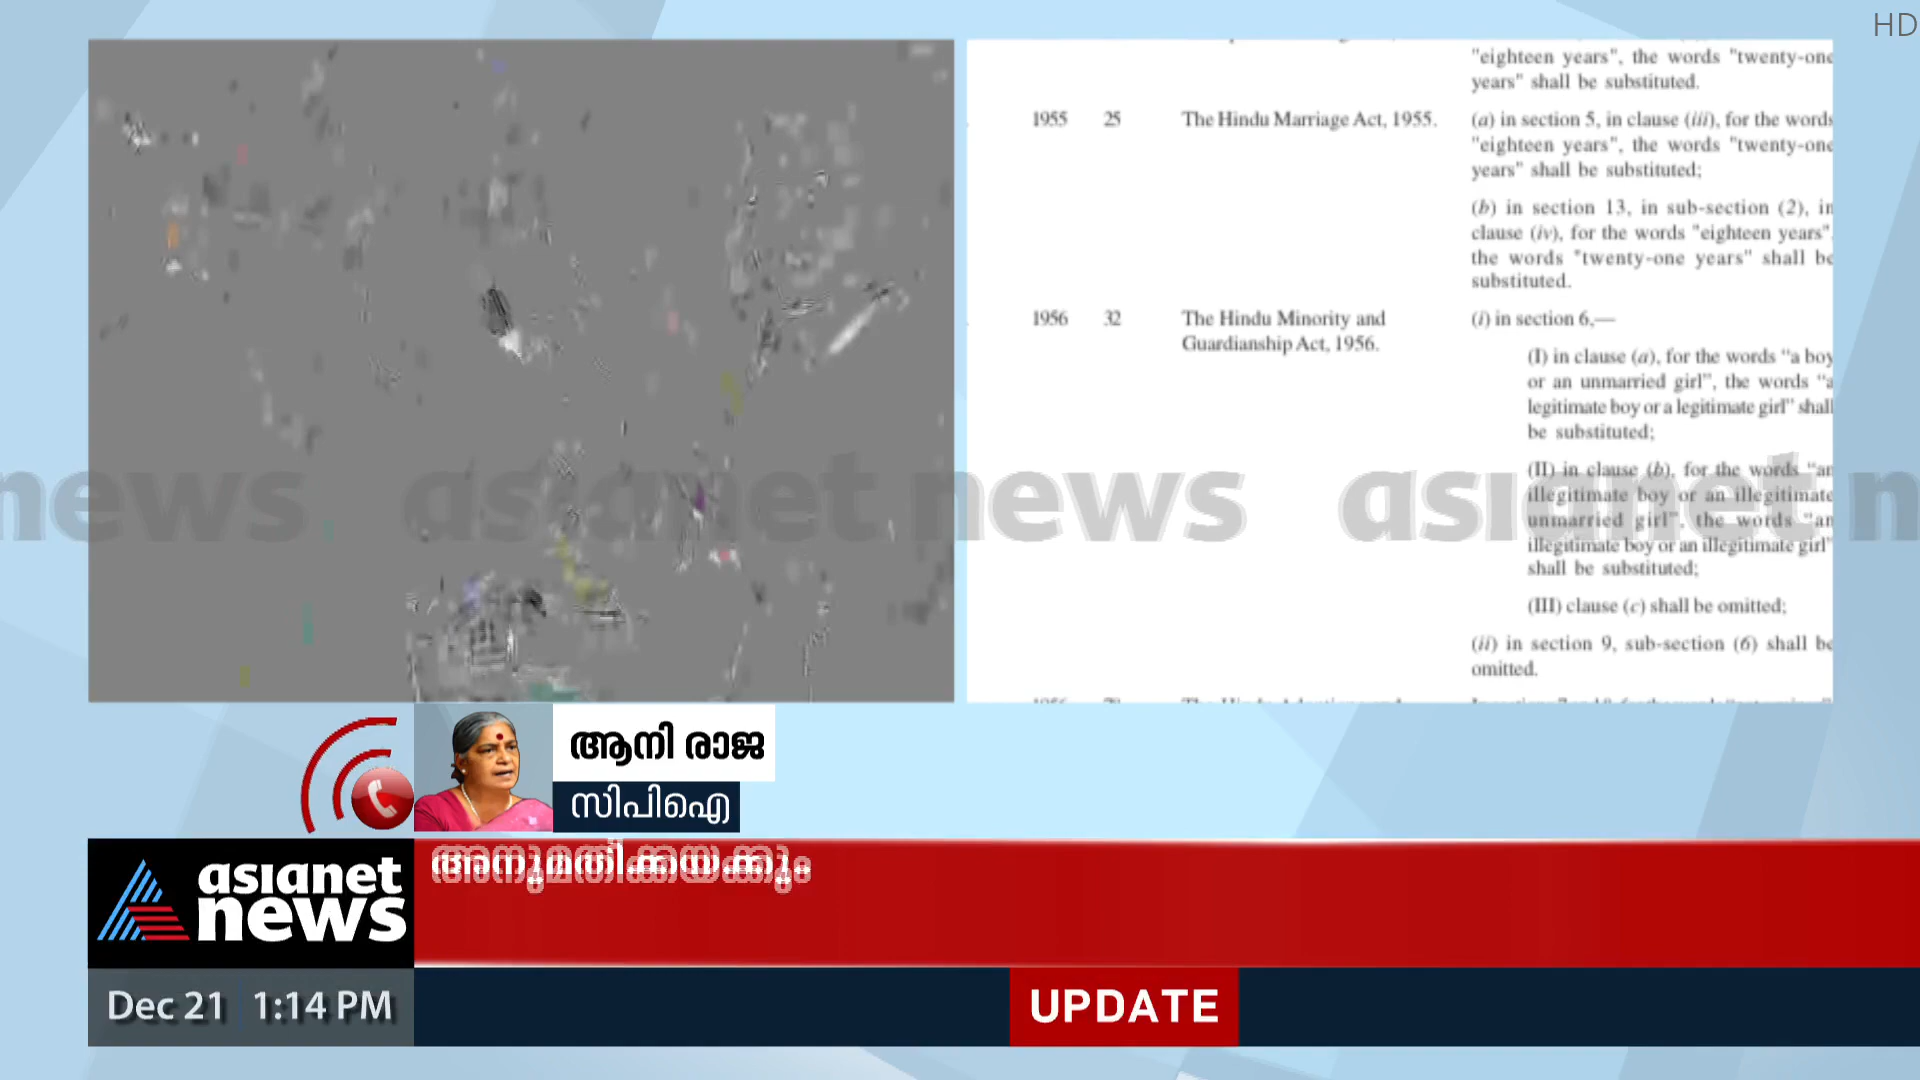 HD
"eighteen years", the words "twenty-one
years" shall be substituted.
1955 25 The Hindu Marriage Act, 1955. (a) in section 5, in clause (iii), for the words
"eighteen years", the words "twenty-one
years" shall be substituted;
(b) in section 13, in sub-section (2), in
clause (iv), for the words "eighteen years"
the words "twenty-one years" shall be
substituted.
1956 32 The Hindu Minority and (i) in section 6,—
Guardianship Act, 1956.
(I) in clause (a), for the words "a boy
or an unmarried girl", the words "a
legitimate boy or a legitimate girl" shall
be substituted;
(II) in clause (b), for the words "an
illegitimate boy or an illegitimate
unmarried girl", the words "an
illegitimate boy or an illegitimate girl"
shall be substituted;
(III) clause (c) shall be omitted;
(ii) in section 9, sub-section (6) shall be
omitted.
news asianet news asianet n
ആനി രാജ
സിപിഐ
asianet
news
Dec 21 1:14 PM
UPDATE